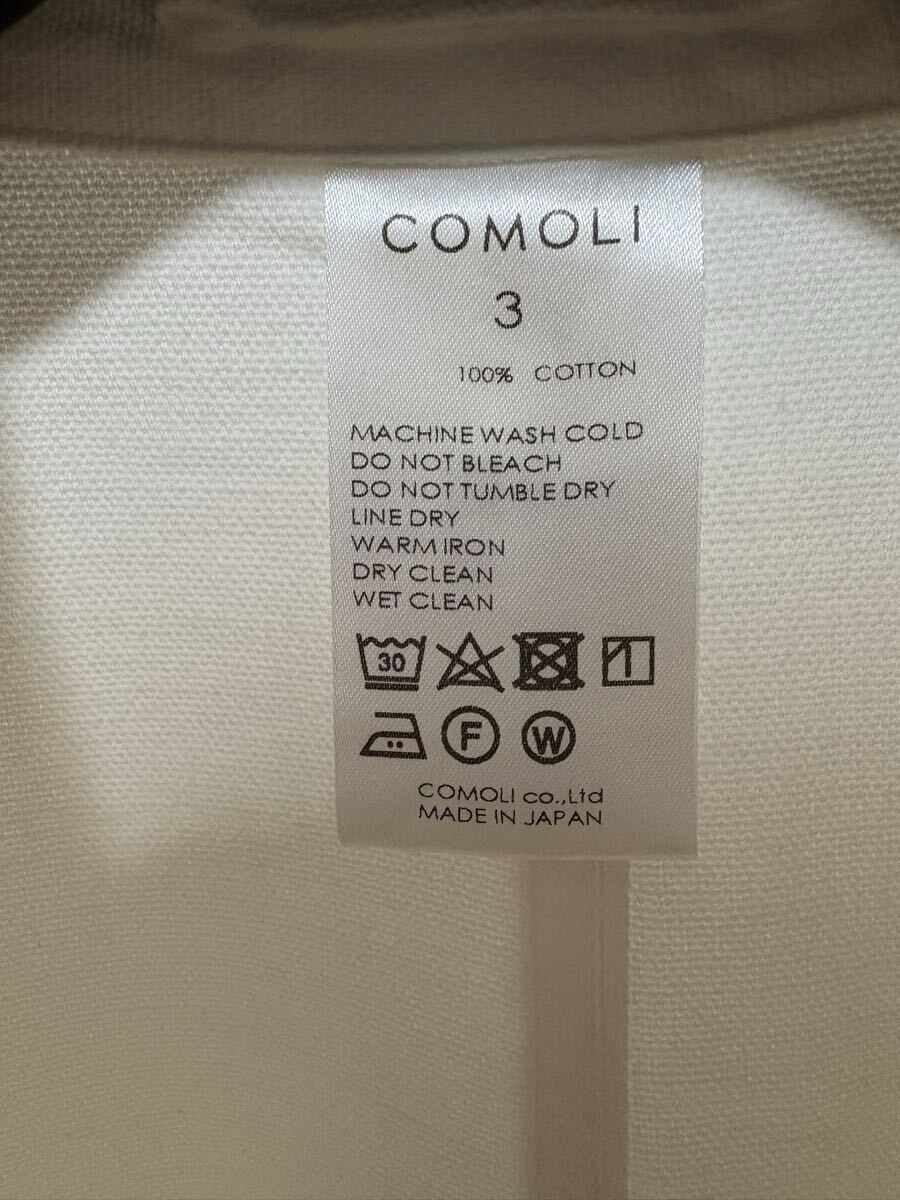 COMOLI
3
100% COTTON
MACHINE WASH COLD
DO NOT BLEACH
DO NOT TUMBLE DRY
LINE DRY
WARM IRON
DRY CLEAN
WET CLEAN
30
F W
COMOLI co.,Ltd
MADE IN JAPAN